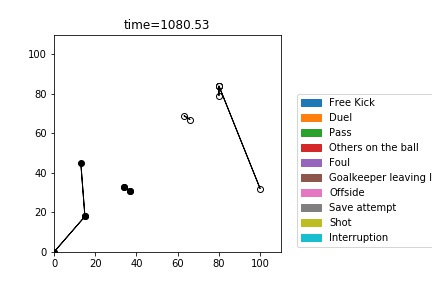 time=1080.53
100
80
60
40
20
0
0 20 40 60 80 100
Free Kick
Duel
Pass
Others on the ball
Foul
Goalkeeper leaving l
Offside
Save attempt
Shot
Interruption